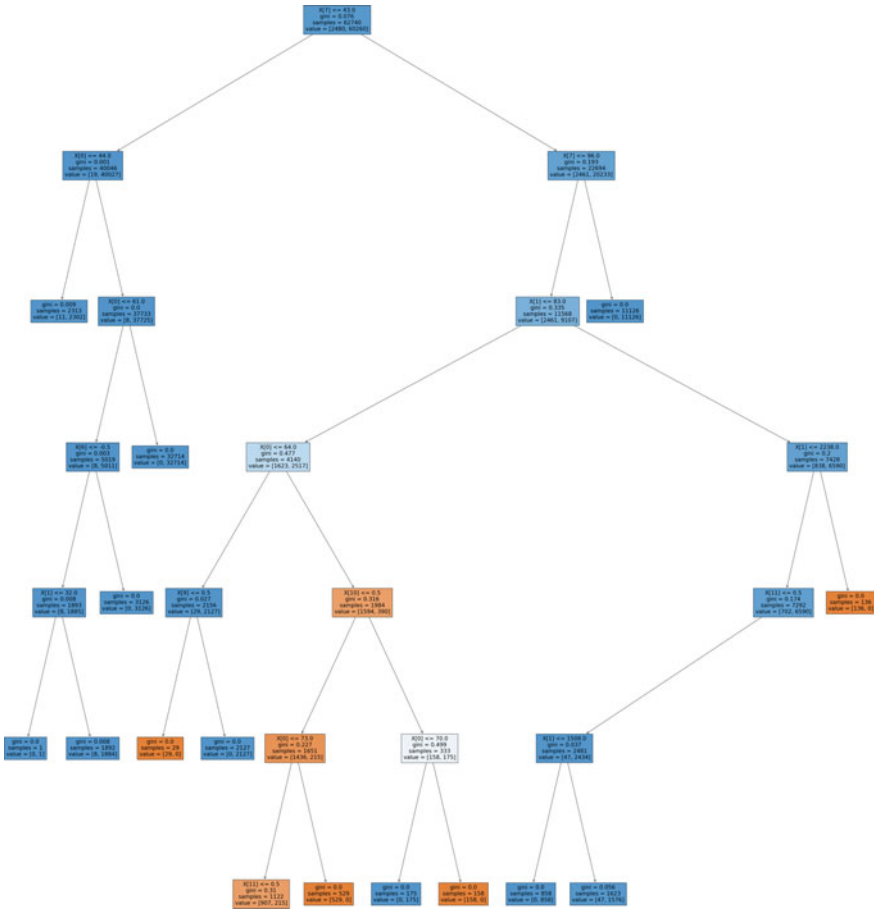 X[7] <= 43.0
gini = 0.076
samples = 62740
value = [2480, 60260]
X[0] <= 44.0
gini = 0.001
samples = 40046
value = [19, 40027]
X[7] <= 96.0
gini = 0.193
samples = 22694
value = [2461, 20233]
gini = 0.009
samples = 2313
value = [11, 2302]
X[0] <= 61.0
gini = 0.0
samples = 37733
value = [8, 37725]
X[1] <= 83.0
gini = 0.335
samples = 11568
value = [2461, 9107]
gini = 0.0
samples = 11126
value = [0, 11126]
X[6] <= -0.5
gini = 0.003
samples = 5019
value = [8, 5011]
gini = 0.0
samples = 32714
value = [0, 32714]
X[0] <= 64.0
gini = 0.477
samples = 4140
value = [1623, 2517]
X[1] <= 2238.0
gini = 0.2
samples = 7428
value = [838, 6590]
X[1] <= 32.0
gini = 0.008
samples = 1893
value = [8, 1885]
gini = 0.0
samples = 3126
value = [0, 3126]
X[9] <= 0.5
gini = 0.027
samples = 2156
value = [29, 2127]
X[10] <= 0.5
gini = 0.316
samples = 1984
value = [1594, 390]
X[11] <= 0.5
gini = 0.174
samples = 7292
value = [702, 6590]
gini = 0.0
samples = 136
value = [136, 0]
gini = 0.0
samples = 1
value = [0, 1]
gini = 0.008
samples = 1892
value = [8, 1884]
gini = 0.0
samples = 29
value = [29, 0]
gini = 0.0
samples = 2127
value = [0, 2127]
X[0] <= 73.0
gini = 0.227
samples = 1651
value = [1436, 215]
X[0] <= 70.0
gini = 0.499
samples = 333
value = [158, 175]
gini = 0.037
samples = 2481
value = [47, 2434]
X[11] <= 0.5
gini = 0.31
samples = 1122
value = [907, 215]
gini = 0.0
samples = 529
value = [529, 0]
gini = 0.0
samples = 175
value = [0, 175]
gini = 0.0
samples = 158
value = [158, 0]
gini = 0.0
samples = 858
value = [0, 858]
gini = 0.056
samples = 1623
value = [47, 1576]